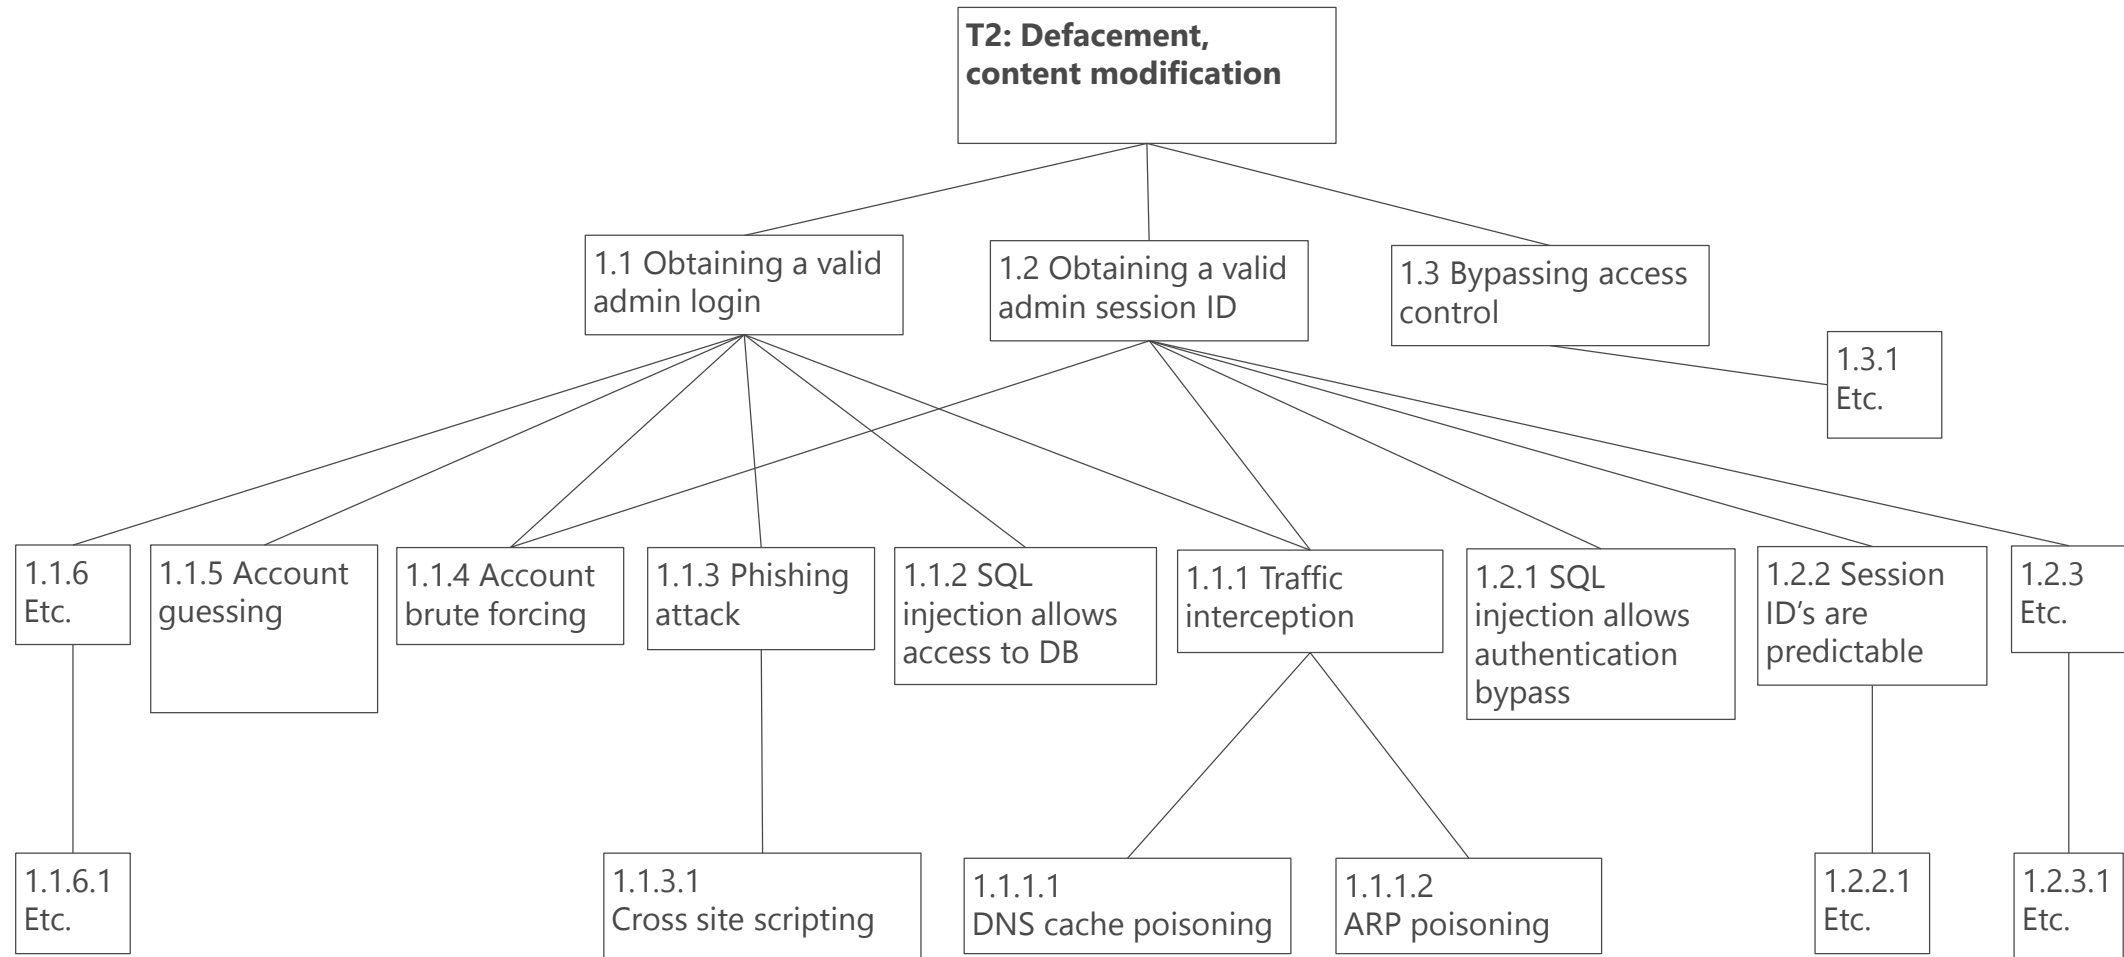 T2: Defacement,
content modification
1.1 Obtaining a valid
admin login
1.2 Obtaining a valid
admin session ID
1.3 Bypassing access
control
1.3.1
Etc.
1.1.6
Etc.
1.1.5 Account
guessing
1.1.4 Account
brute forcing
1.1.3 Phishing
attack
1.1.2 SQL
injection allows
access to DB
1.1.1 Traffic
interception
1.2.1 SQL
injection allows
authentication
bypass
1.2.2 Session
ID’s are
predictable
1.2.3
Etc.
1.1.6.1
Etc.
1.1.3.1
Cross site scripting
1.1.1.1
DNS cache poisoning
1.1.1.2
ARP poisoning
1.2.2.1
Etc.
1.2.3.1
Etc.